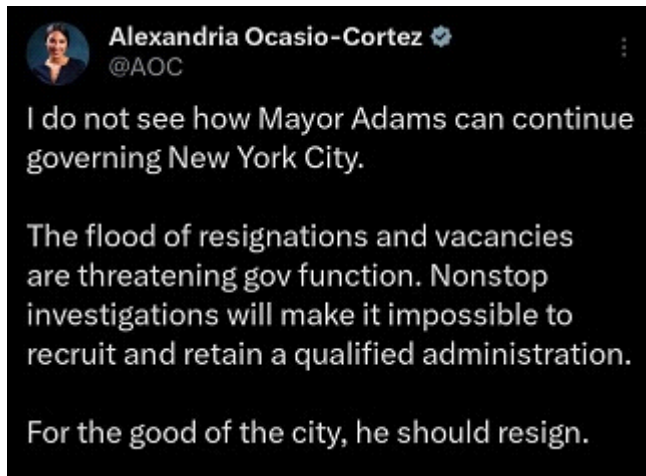 Alexandria Ocasio-Cortez
@AOC
I do not see how Mayor Adams can continue
governing New York City.
The flood of resignations and vacancies
are threatening gov function. Nonstop
investigations will make it impossible to
recruit and retain a qualified administration.
For the good of the city, he should resign.